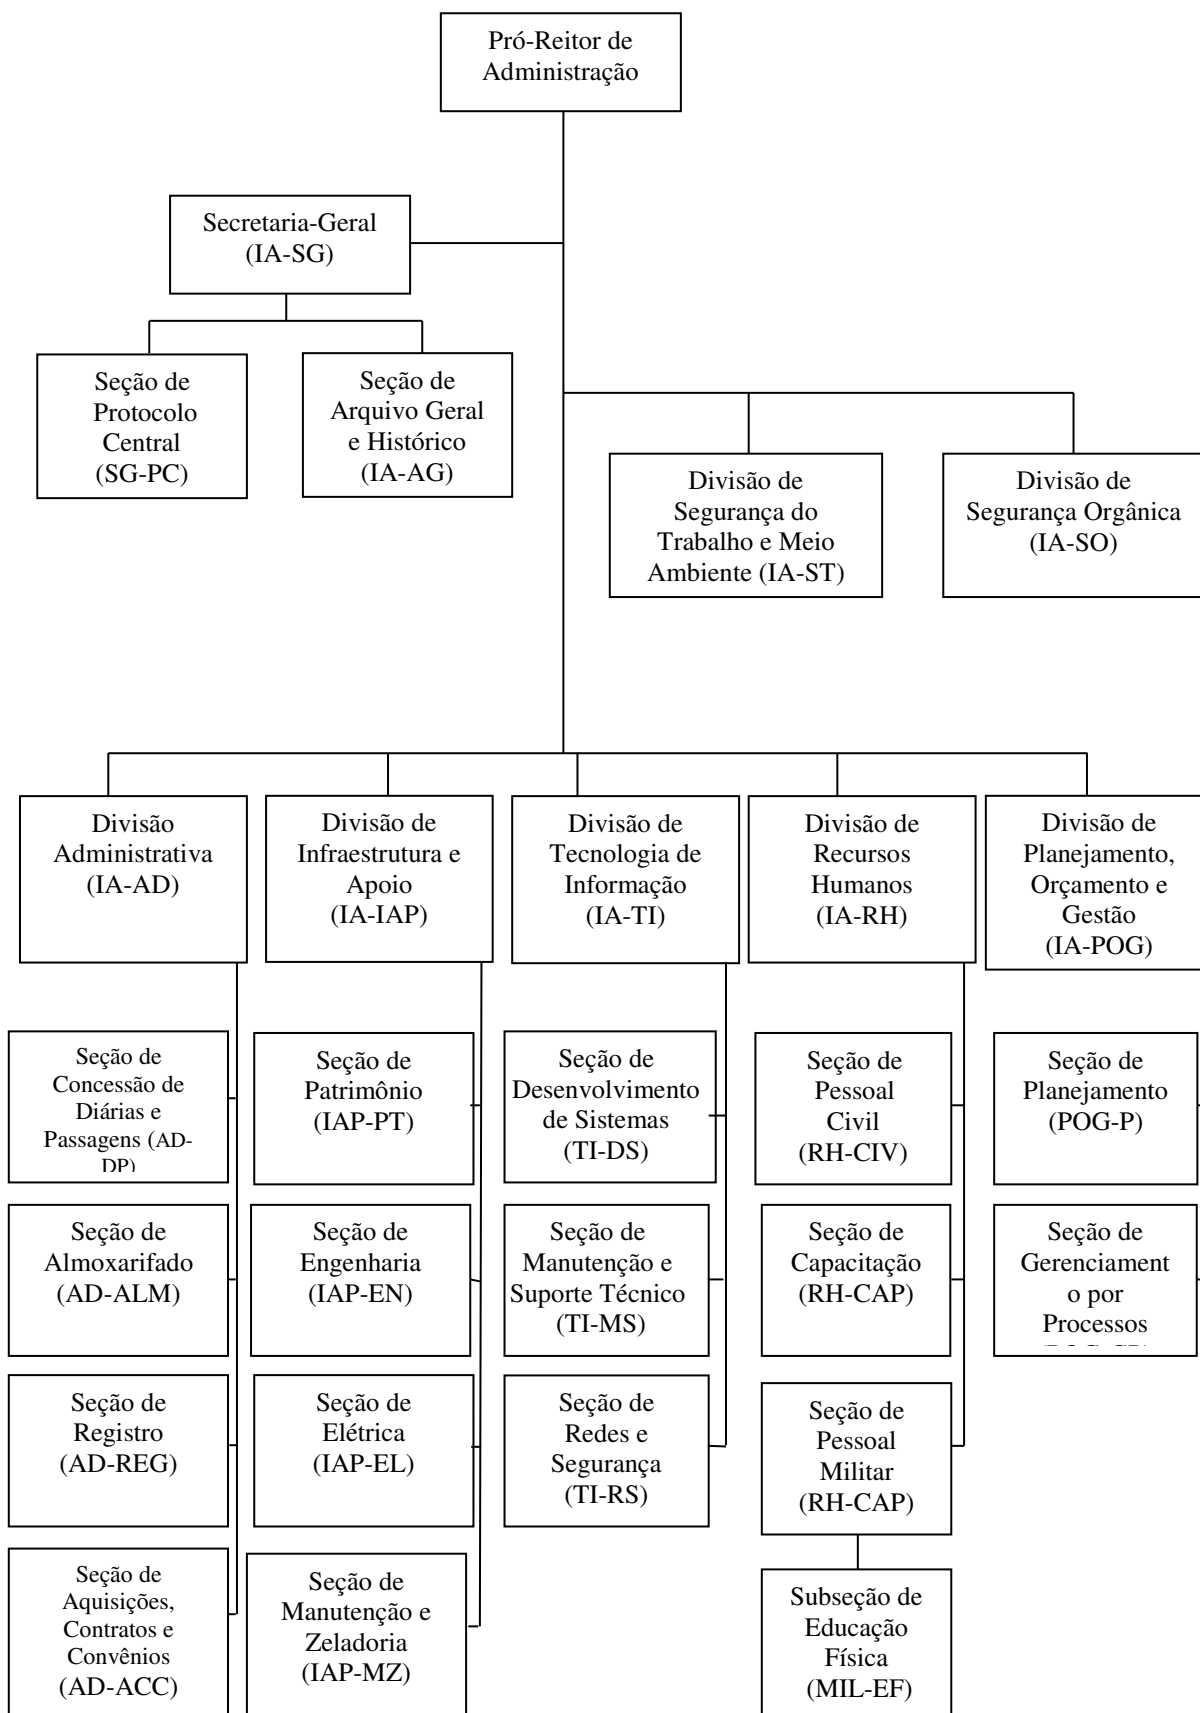 Pró-Reitor de
Administração
Secretaria-Geral
(IA-SG)
Seção de
Protocolo
Central
(SG-PC)
Seção de
Arquivo Geral
e Histórico
(IA-AG)
Divisão de
Segurança do
Trabalho e Meio
Ambiente (IA-ST)
Divisão de
Segurança Orgânica
(IA-SO)
Divisão
Administrativa
(IA-AD)
Divisão de
Infraestrutura e
Apoio
(IA-IAP)
Divisão de
Tecnologia de
Informação
(IA-TI)
Divisão de
Recursos
Humanos
(IA-RH)
Divisão de
Planejamento,
Orçamento e
Gestão
(IA-POG)
Seção de
Concessão de
Diárias e
Passagens (AD-
DP)
Seção de
Patrimônio
(IAP-PT)
Seção de
Desenvolvimento
de Sistemas
(TI-DS)
Seção de
Pessoal
Civil
(RH-CIV)
Seção de
Planejamento
(POG-P)
Seção de
Almoxarifado
(AD-ALM)
Seção de
Engenharia
(IAP-EN)
Seção de
Manutenção e
Suporte Técnico
(TI-MS)
Seção de
Capacitação
(RH-CAP)
Seção de
Gerenciament
o por
Processos
Seção de
Registro
(AD-REG)
Seção de
Elétrica
(IAP-EL)
Seção de
Redes e
Segurança
(TI-RS)
Seção de
Pessoal
Militar
(RH-CAP)
Seção de
Aquisições,
Contratos e
Convênios
(AD-ACC)
Seção de
Manutenção e
Zeladoria
(IAP-MZ)
Subseção de
Educação
Física
(MIL-EF)